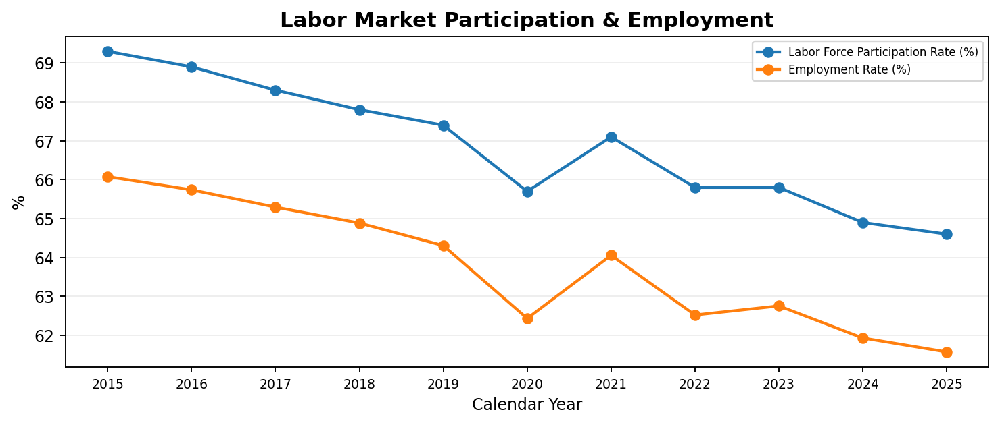 Labor Market Participation & Employment
Labor Force Participation Rate (%)
Employment Rate (%)
%
69
68
67
66
65
64
63
62
2015 2016 2017 2018 2019 2020 2021 2022 2023 2024 2025
Calendar Year